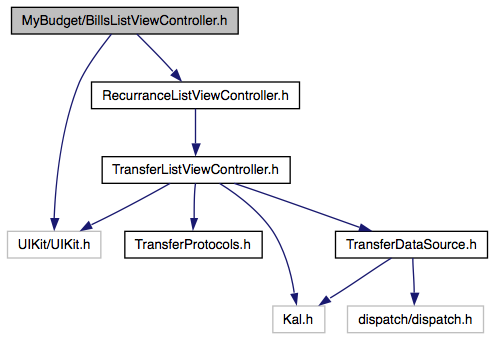 MyBudget/BillsListViewController.h
RecurranceListViewController.h
TransferListViewController.h
UIKit/UIKit.h
TransferProtocols.h
TransferDataSource.h
Kal.h
dispatch/dispatch.h